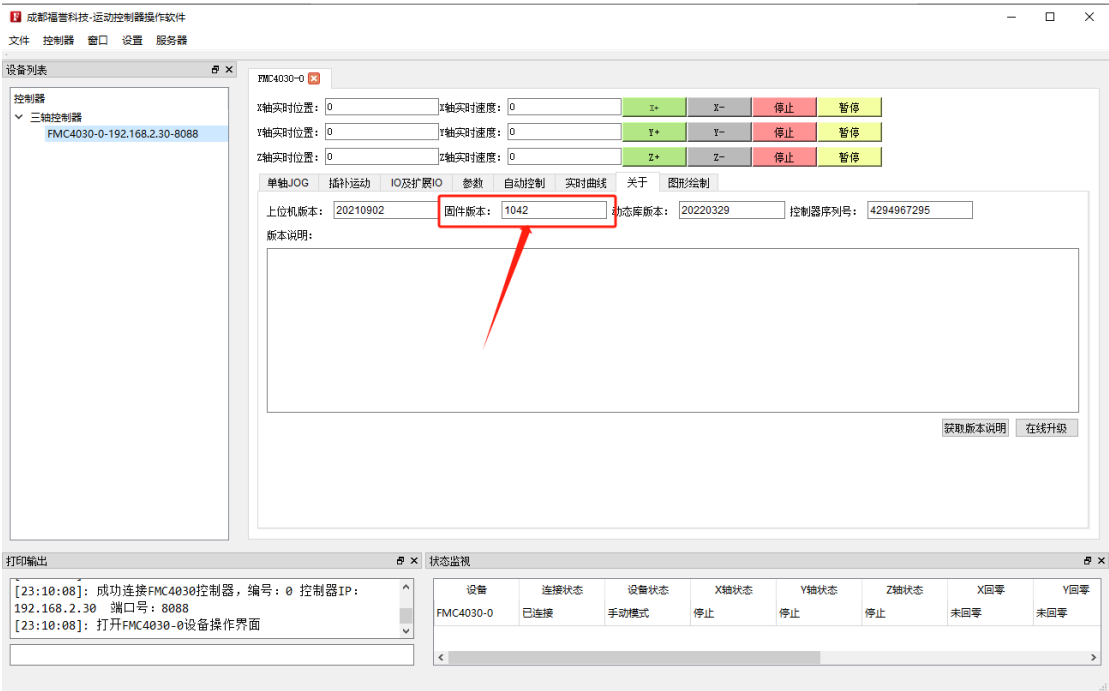 成都福誉科技-运动控制器操作软件
文件 控制器 窗口 设置 服务器
设备列表
控制器
三轴控制器
FMC4030-0-192.168.2.30-8088
FMC4030-0
X轴实时位置: 0 X轴实时速度: 0 X+ X- 停止 暂停
Y轴实时位置: 0 Y轴实时速度: 0 Y+ Y- 停止 暂停
Z轴实时位置: 0 Z轴实时速度: 0 Z+ Z- 停止 暂停
单轴JOG 插补运动 IO及扩展IO 参数 自动控制 实时曲线 关于 图形绘制
上位机版本: 20210902 固件版本: 1042 动态库版本: 20220329 控制器序列号: 4294967295
版本说明:
获取版本说明 在线升级
打印输出
[23:10:08]: 成功连接FMC4030控制器，编号: 0 控制器IP:
192.168.2.30 端口号: 8088
[23:10:08]: 打开FMC4030-0设备操作界面
状态监视
设备 连接状态 设备状态 X轴状态 Y轴状态 Z轴状态 X回零 Y回零
FMC4030-0 已连接 手动模式 停止 停止 停止 未回零 未回零